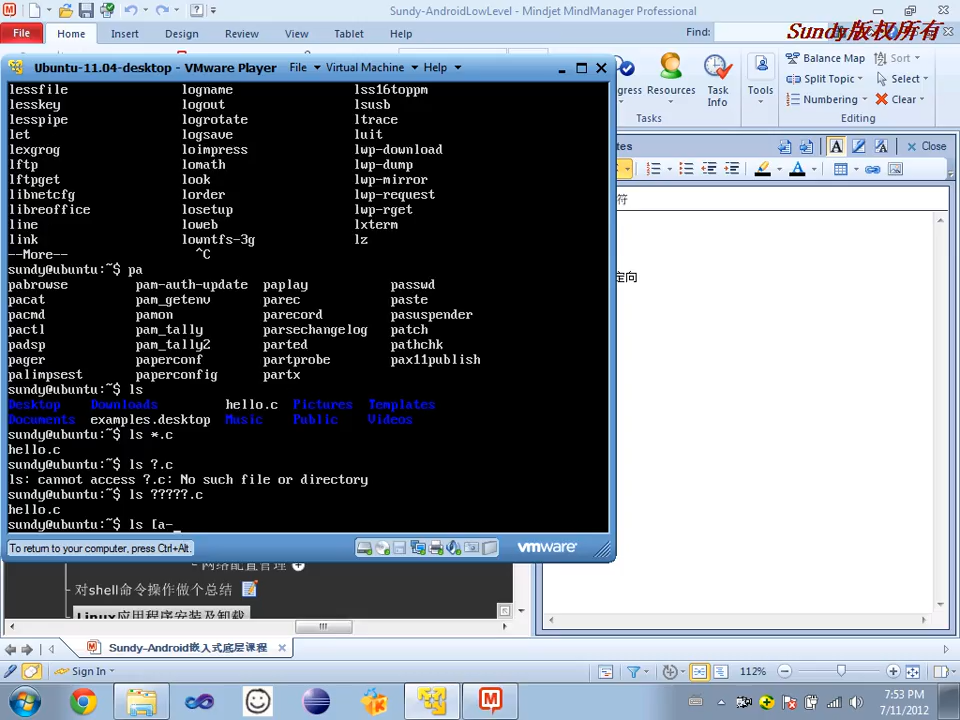 Sundy-AndroidLowLevel - Mindjet MindManager Professional
File Home Insert Design Review View Tablet Help Find:
Sundy版权所有
Balance Map Sort
Split Topic Select
Numbering Clear
gress Resources Task Info Tools
Tasks Editing
Ubuntu-11.04-desktop - VMware Player File Virtual Machine Help
lessfile logname lss16toppm
lesskey logout lsusb
lesspipe logrotate ltrace
let logsave luit
lexgrog loimpress lwp-download
lftp lomath lwp-dump
lftpget look lwp-mirror
libnetcfg lorder lwp-request
libreoffice losetup lwp-rget
line loweb lxterm
link lowntfs-3g lz
--More-- ^C
sundy@ubuntu:~$ pa
pabrowse pam-auth-update paplay passwd
pacat pam_getenv parec paste
pacmd pamon parecord pasuspender
pactl pam_tally parsechangelog patch
padsp pam_tally2 parted pathchk
pager paperconf partprobe pax11publish
palimpsest paperconfig partx
sundy@ubuntu:~$ ls
Desktop Downloads hello.c Pictures Templates
Documents examples.desktop Music Public Videos
sundy@ubuntu:~$ ls *.c
hello.c
sundy@ubuntu:~$ ls ?.c
ls: cannot access ?.c: No such file or directory
sundy@ubuntu:~$ ls ?????.c
hello.c
sundy@ubuntu:~$ ls [a-_
To return to your computer, press Ctrl+Alt.
vmware
tes Close
符
定向
网络配置管理
对shell命令操作做个总结
Linux应用程序安装及卸载
Sundy-Android嵌入式底层课程
Sign In 112%
7:53 PM
7/11/2012